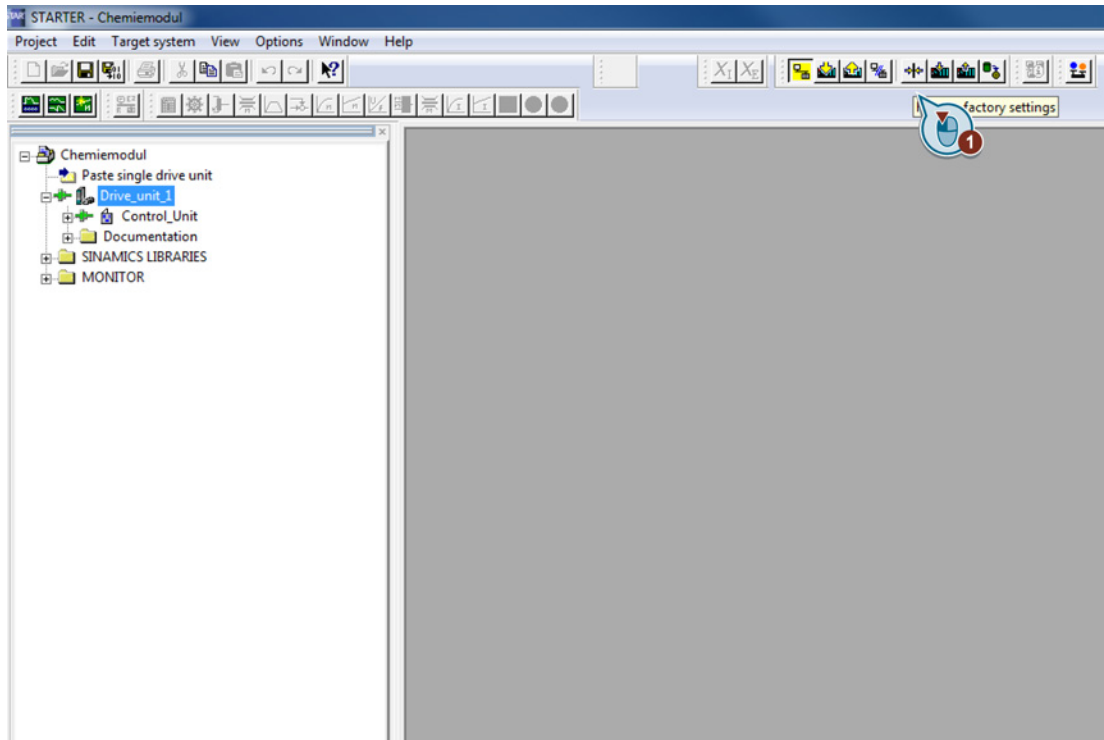 STARTER - Chemiemodul
Project Edit Target system View Options Window Help
factory settings
1
Chemiemodul
Paste single drive unit
Drive_unit_1
Control_Unit
Documentation
SINAMICS LIBRARIES
MONITOR